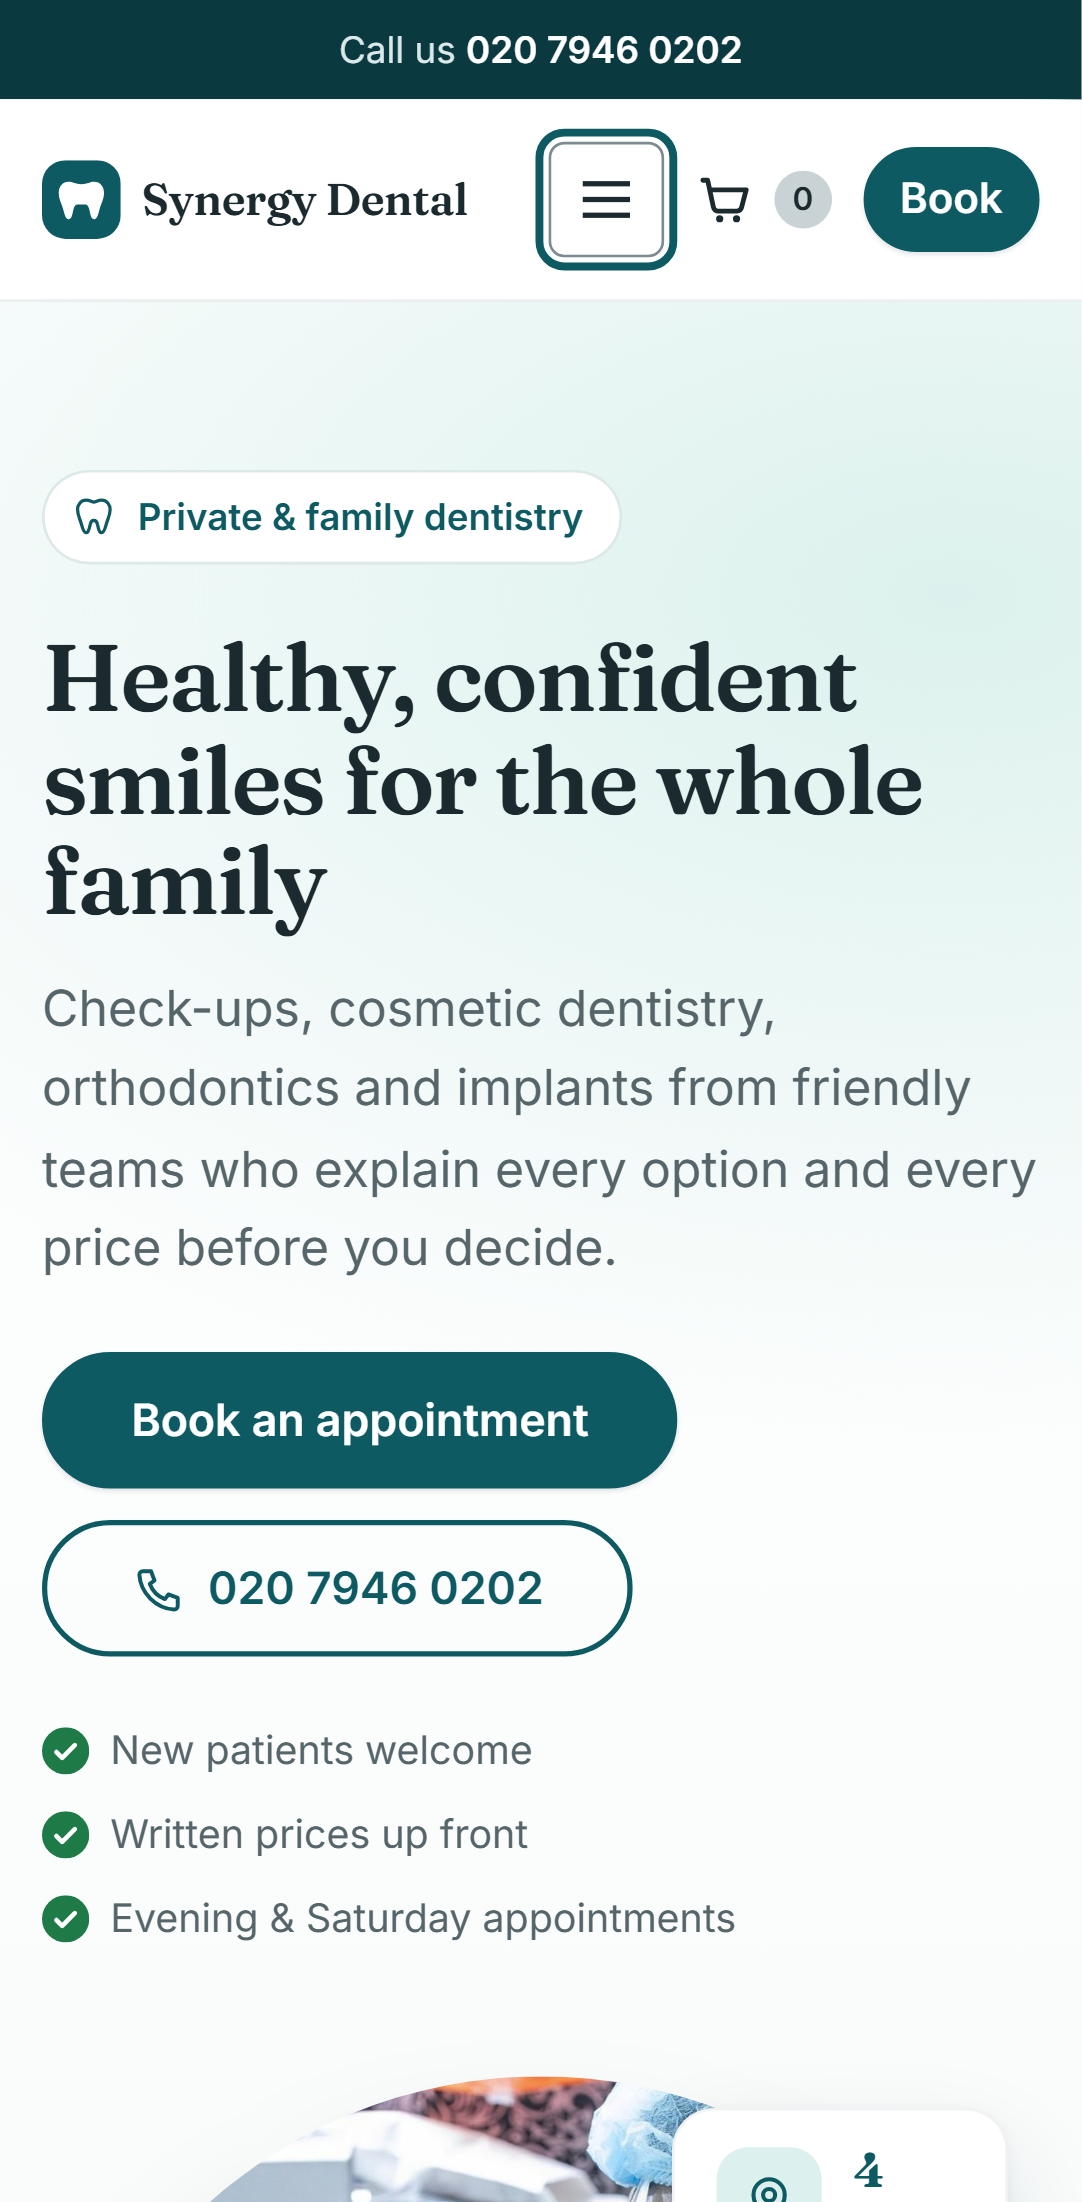 Call us 020 7946 0202
Synergy Dental
0
Book
Private & family dentistry
Healthy, confident
smiles for the whole
family
Check-ups, cosmetic dentistry,
orthodontics and implants from friendly
teams who explain every option and every
price before you decide.
Book an appointment
020 7946 0202
New patients welcome
Written prices up front
Evening & Saturday appointments
4